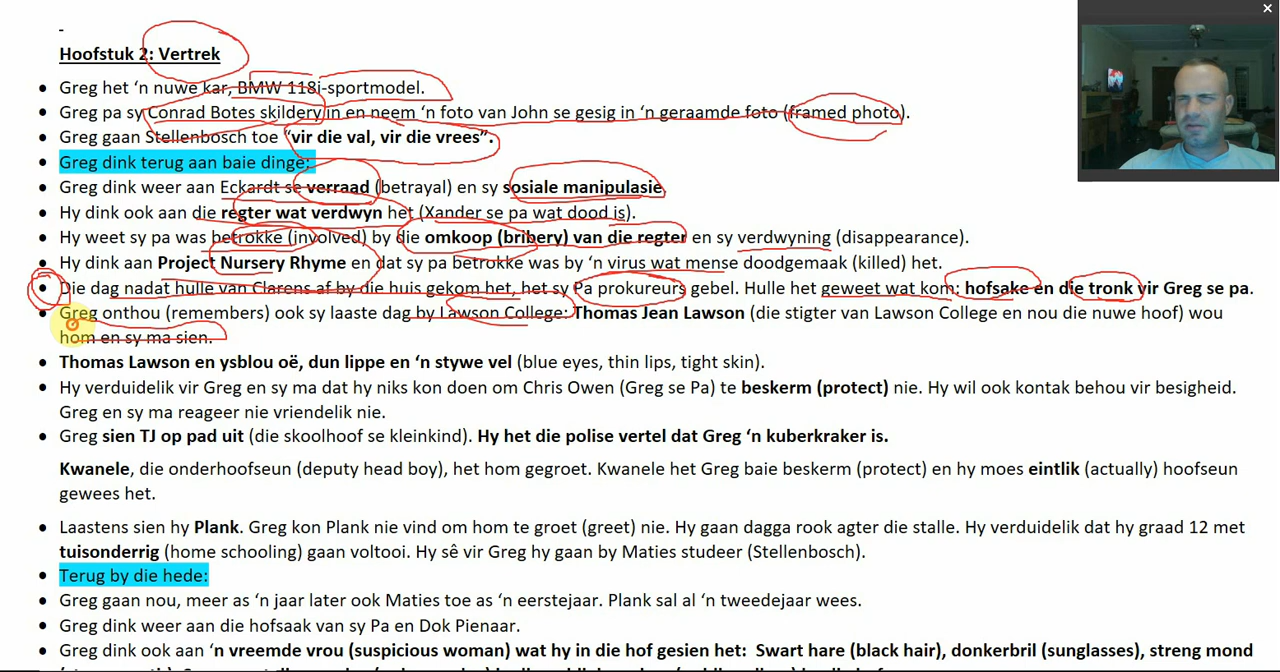 -
Hoofstuk 2: Vertrek
• Greg het ‘n nuwe kar, BMW 118i-sportmodel.
• Greg pa sy Conrad Botes skildery in en neem ‘n foto van John se gesig in ‘n geraamde foto (framed photo).
• Greg gaan Stellenbosch toe “vir die val, vir die vrees”.
• Greg dink terug aan baie dinge:
• Greg dink weer aan Eckardt se verraad (betrayal) en sy sosiale manipulasie.
• Hy dink ook aan die regter wat verdwyn het (Xander se pa wat dood is).
• Hy weet sy pa was betrokke (involved) by die omkoop (bribery) van die regter en sy verdwyning (disappearance).
• Hy dink aan Project Nursery Rhyme en dat sy pa betrokke was by ‘n virus wat mense doodgemaak (killed) het.
• Die dag nadat hulle van Clarens af by die huis gekom het, het sy Pa prokureurs gebel. Hulle het geweet wat kom: hofsake en die tronk vir Greg se pa.
• Greg onthou (remembers) ook sy laaste dag by Lawson College: Thomas Jean Lawson (die stigter van Lawson College en nou die nuwe hoof) wou
hom en sy ma sien.
• Thomas Lawson en ysblou oë, dun lippe en ‘n stywe vel (blue eyes, thin lips, tight skin).
• Hy verduidelik vir Greg en sy ma dat hy niks kon doen om Chris Owen (Greg se Pa) te beskerm (protect) nie. Hy wil ook kontak behou vir besigheid.
Greg en sy ma reageer nie vriendelik nie.
• Greg sien TJ op pad uit (die skoolhoof se kleinkind). Hy het die polise vertel dat Greg ‘n kuberkraker is.
Kwanele, die onderhoofseun (deputy head boy), het hom gegroet. Kwanele het Greg baie beskerm (protect) en hy moes eintlik (actually) hoofseun
gewees het.
• Laastens sien hy Plank. Greg kon Plank nie vind om hom te groet (greet) nie. Hy gaan dagga rook agter die stalle. Hy verduidelik dat hy graad 12 met
tuisonderrig (home schooling) gaan voltooi. Hy sê vir Greg hy gaan by Maties studeer (Stellenbosch).
• Terug by die hede:
• Greg gaan nou, meer as ‘n jaar later ook Maties toe as ‘n eerstejaar. Plank sal al ‘n tweedejaar wees.
• Greg dink weer aan die hofsaak van sy Pa en Dok Pienaar.
• Greg dink ook aan ‘n vreemde vrou (suspicious woman) wat hy in die hof gesien het: Swart hare (black hair), donkerbril (sunglasses), streng mond